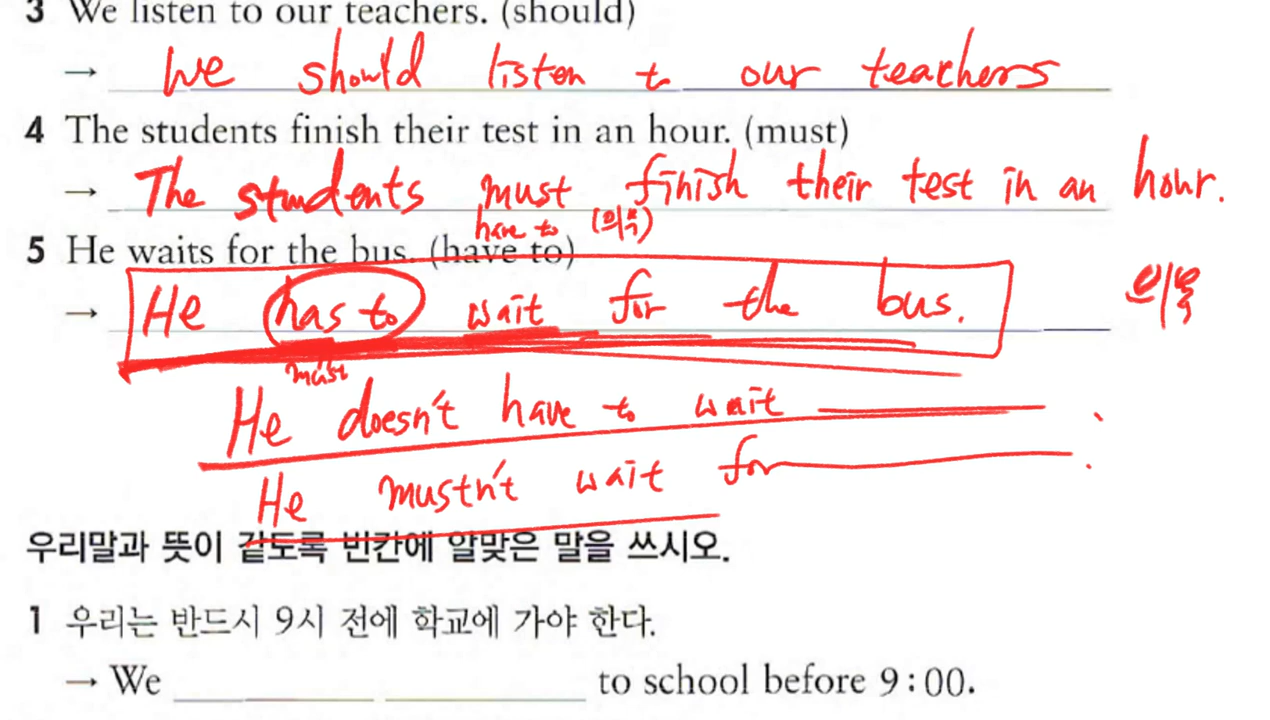 3 We listen to our teachers. (should)
→ We should listen to our teachers
4 The students finish their test in an hour. (must)
→ The students must finish their test in an hour.
have to (의무)
5 He waits for the bus. (have to)
→ He has to wait for the bus. 의무
must
He doesn't have to wait .
He mustn't wait for .
우리말과 뜻이 같도록 빈칸에 알맞은 말을 쓰시오.
1 우리는 반드시 9시 전에 학교에 가야 한다.
→ We ____ ____ to school before 9:00.